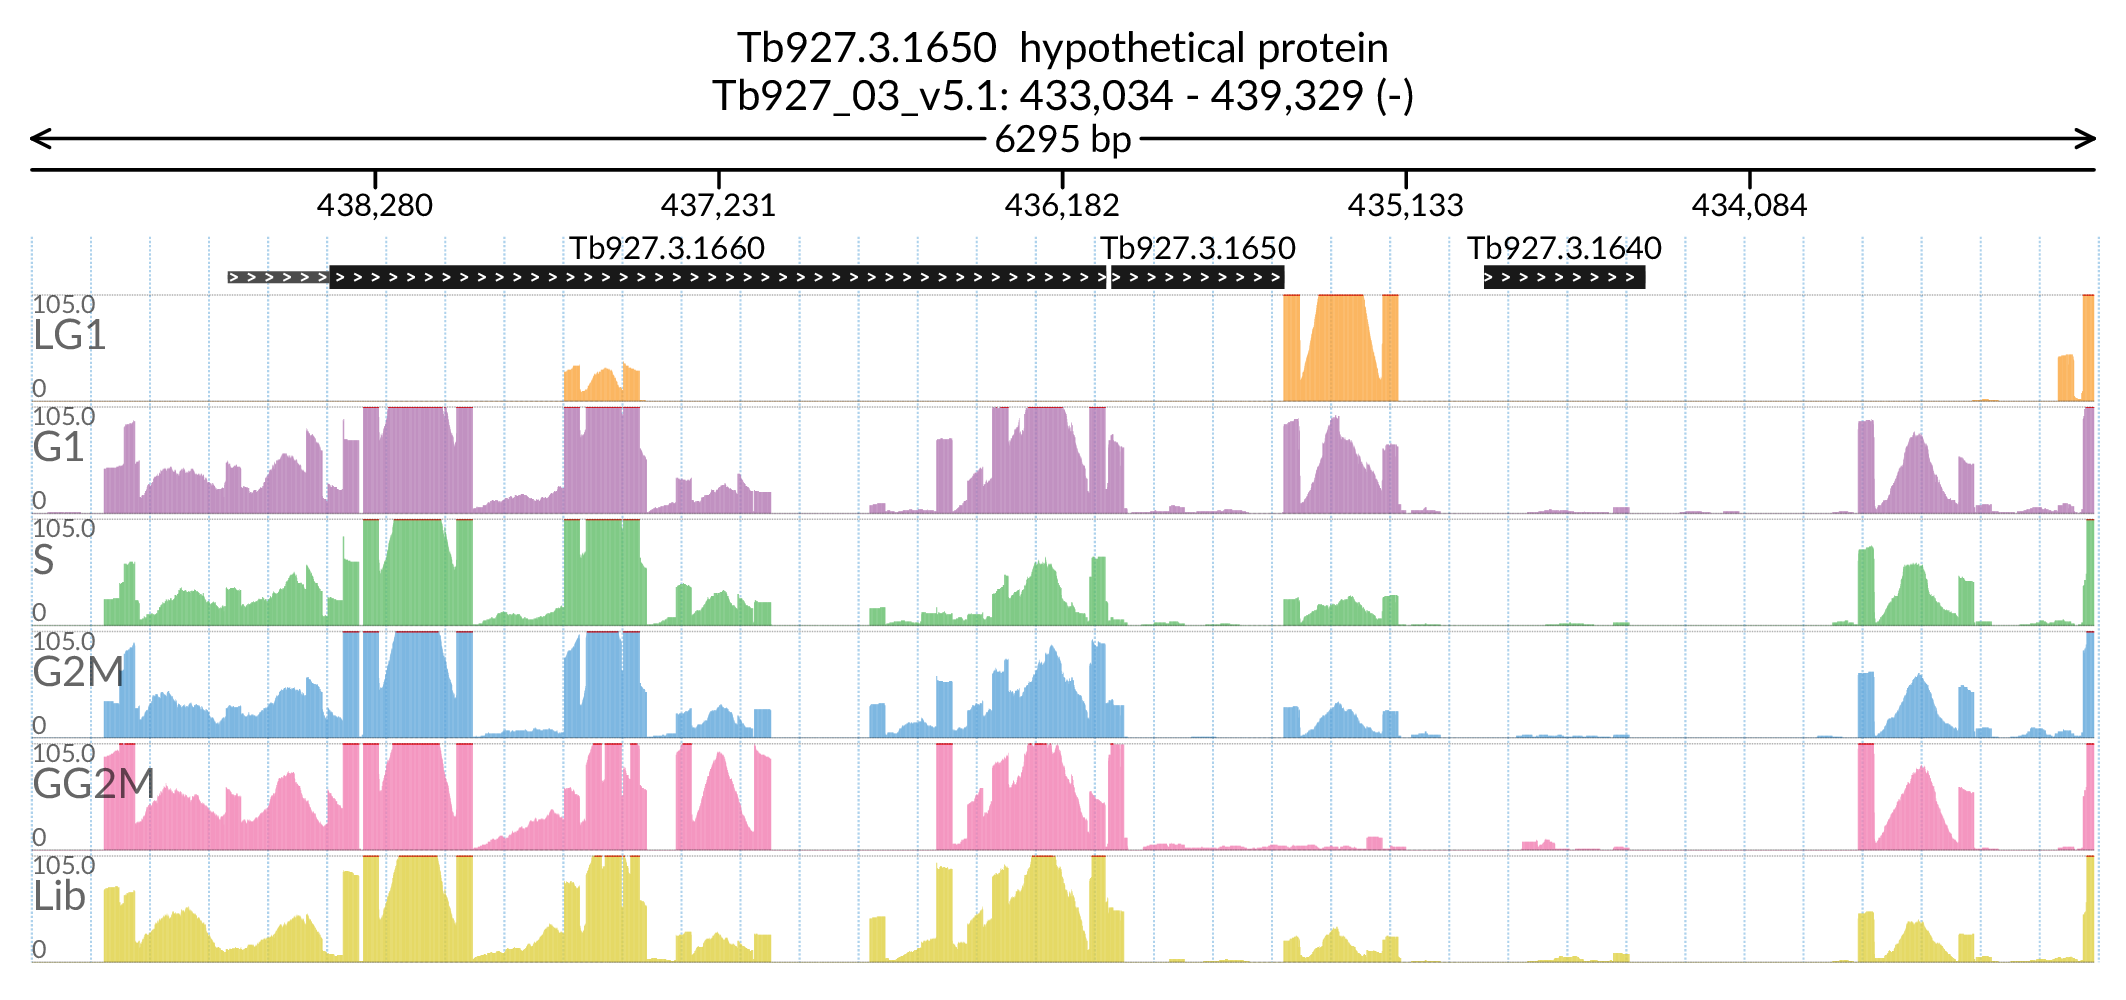 Tb927.3.1650 hypothetical protein
Tb927_03_v5.1: 433,034 - 439,329 (-)
6295 bp
438,280 437,231 436,182 435,133 434,084
Tb927.3.1660 Tb927.3.1650 Tb927.3.1640
105.0
LG1
0
105.0
G1
0
105.0
S
0
105.0
G2M
0
105.0
GG2M
0
105.0
Lib
0